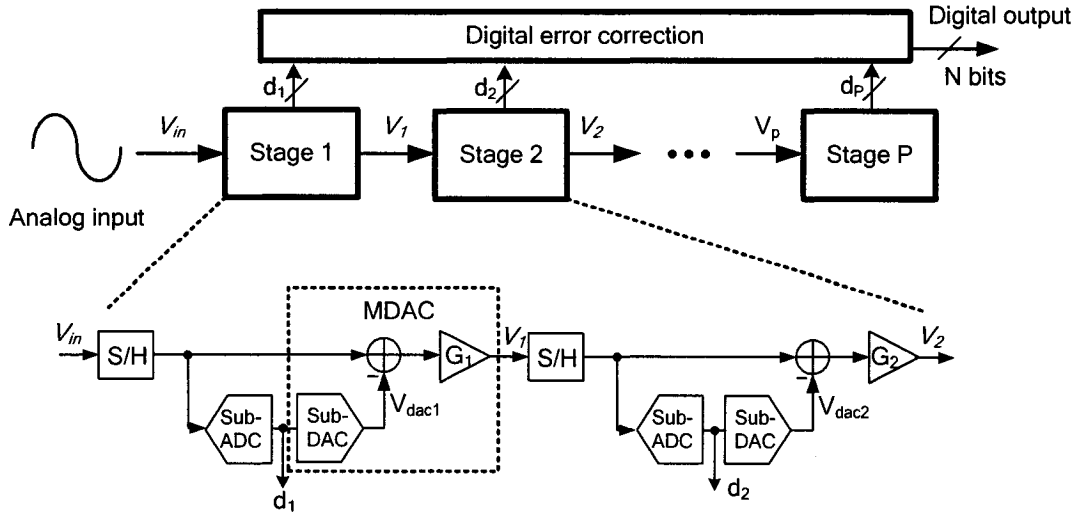 Digital error correction
Digital output
N bits
d1
d2
dP
Vin
Stage 1
V1
Stage 2
V2
Vp
Stage P
Analog input
MDAC
Vin
S/H
G1
V1
S/H
G2
V2
Vdac1
Vdac2
Sub-
ADC
Sub-
DAC
Sub-
ADC
Sub-
DAC
d1
d2